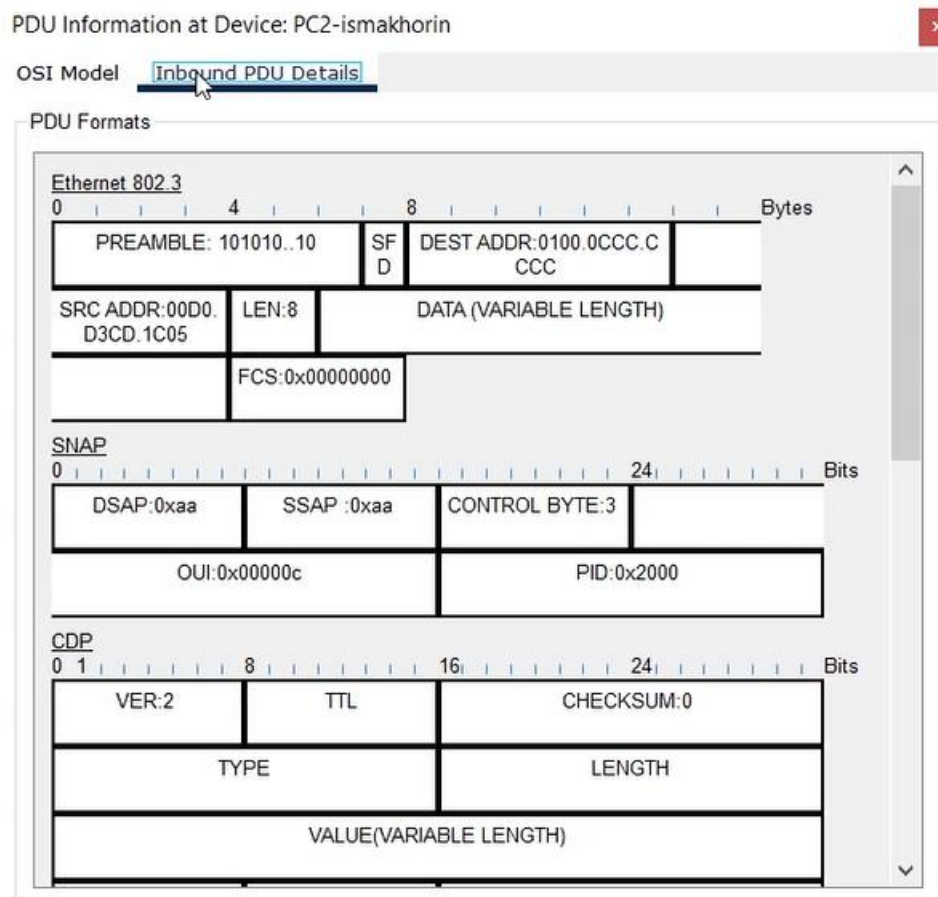 PDU Information at Device: PC2-ismakhorin
OSI Model Inbound PDU Details
PDU Formats
Ethernet 802.3
0 4 8 Bytes
PREAMBLE: 101010..10 SF DEST ADDR:0100.0CCC.C
D CCC
SRC ADDR:00D0. LEN:8 DATA (VARIABLE LENGTH)
D3CD.1C05
FCS:0x00000000
SNAP
0 24 Bits
DSAP:0xaa SSAP :0xaa CONTROL BYTE:3
OUI:0x00000c PID:0x2000
CDP
0 1 8 16 24 Bits
VER:2 TTL CHECKSUM:0
TYPE LENGTH
VALUE(VARIABLE LENGTH)